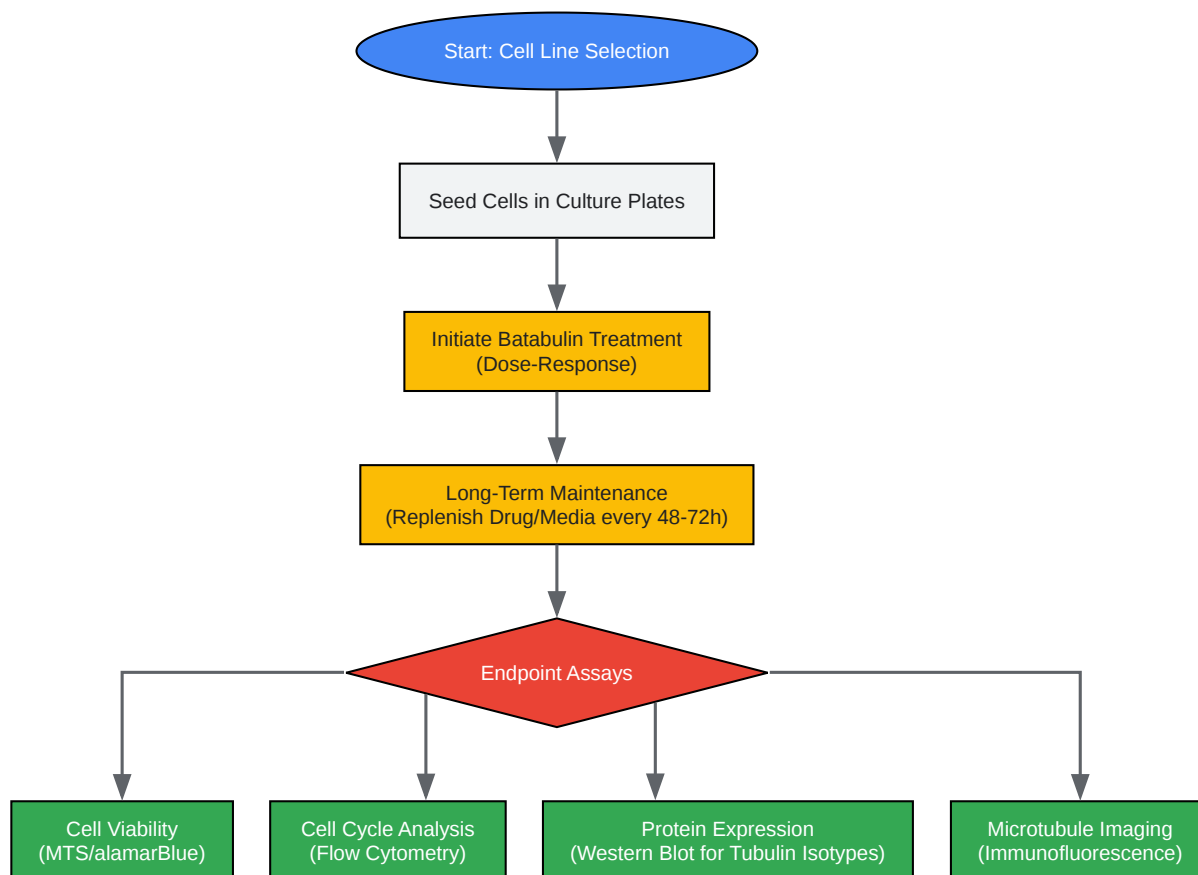 Start: Cell Line Selection
Seed Cells in Culture Plates
Initiate Batabulin Treatment
(Dose-Response)
Long-Term Maintenance
(Replenish Drug/Media every 48-72h)
Endpoint Assays
Cell Viability
(MTS/alamarBlue)
Cell Cycle Analysis
(Flow Cytometry)
Protein Expression
(Western Blot for Tubulin Isotypes)
Microtubule Imaging
(Immunofluorescence)